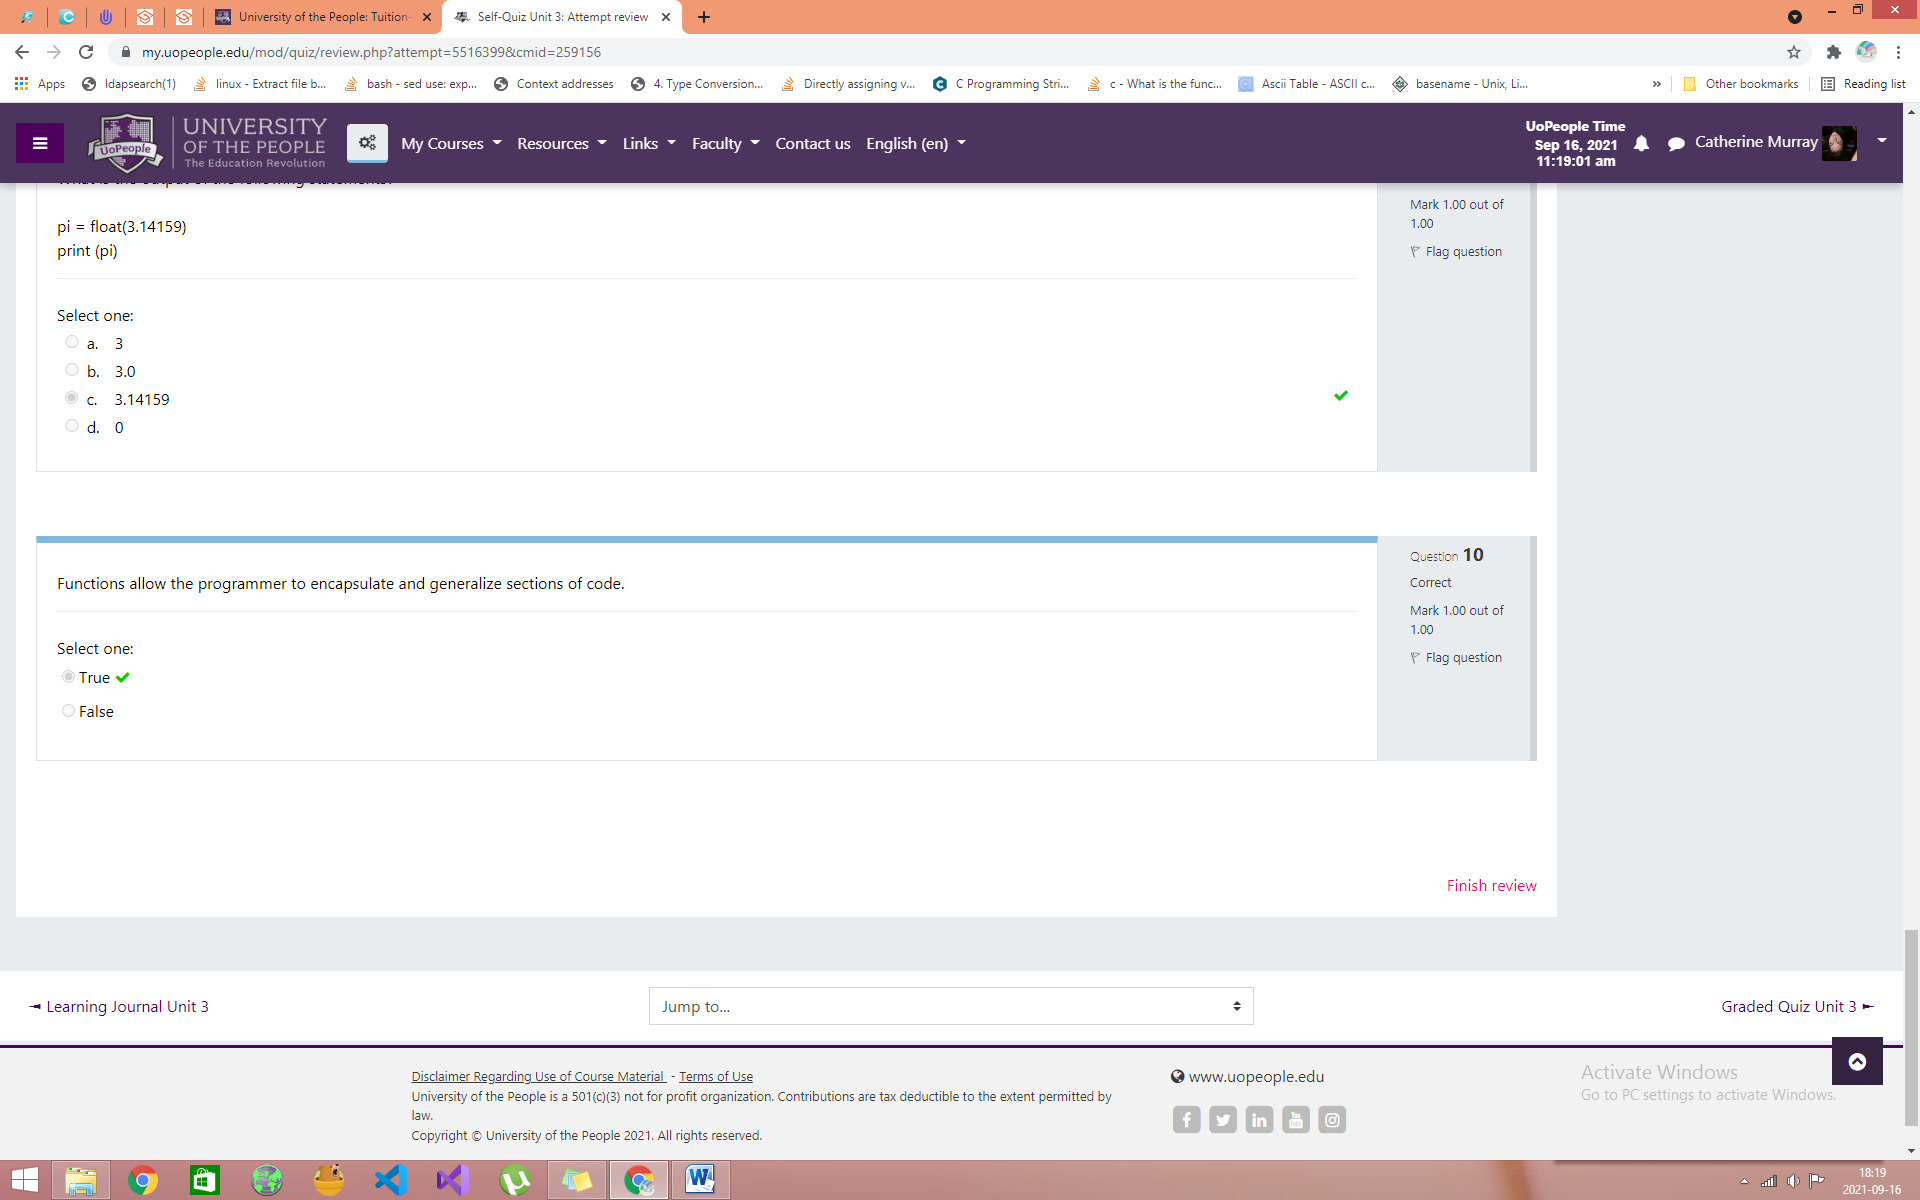 University of the People: Tuition-
Self-Quiz Unit 3: Attempt review
my.uopeople.edu/mod/quiz/review.php?attempt=5516399&cmid=259156
Apps
ldapsearch(1)
linux - Extract file b...
bash - sed use: exp...
Context addresses
4. Type Conversion...
Directly assigning v...
C Programming Stri...
c - What is the func...
Ascii Table - ASCII c...
basename - Unix, Li...
»
Other bookmarks
Reading list
UoPeople
UNIVERSITY
OF THE PEOPLE
The Education Revolution
My Courses
Resources
Links
Faculty
Contact us
English (en)
UoPeople Time
Sep 16, 2021
11:19:01 am
Catherine Murray
What is the output of the following statements?
pi = float(3.14159)
print (pi)
Select one:
a. 3
b. 3.0
c. 3.14159
d. 0
Mark 1.00 out of
1.00
Flag question
Functions allow the programmer to encapsulate and generalize sections of code.
Select one:
True
False
Question 10
Correct
Mark 1.00 out of
1.00
Flag question
Finish review
◄ Learning Journal Unit 3
Jump to...
Graded Quiz Unit 3 ►
Disclaimer Regarding Use of Course Material - Terms of Use
University of the People is a 501(c)(3) not for profit organization. Contributions are tax deductible to the extent permitted by
law.
Copyright © University of the People 2021. All rights reserved.
www.uopeople.edu
Activate Windows
Go to PC settings to activate Windows.
18:19
2021-09-16